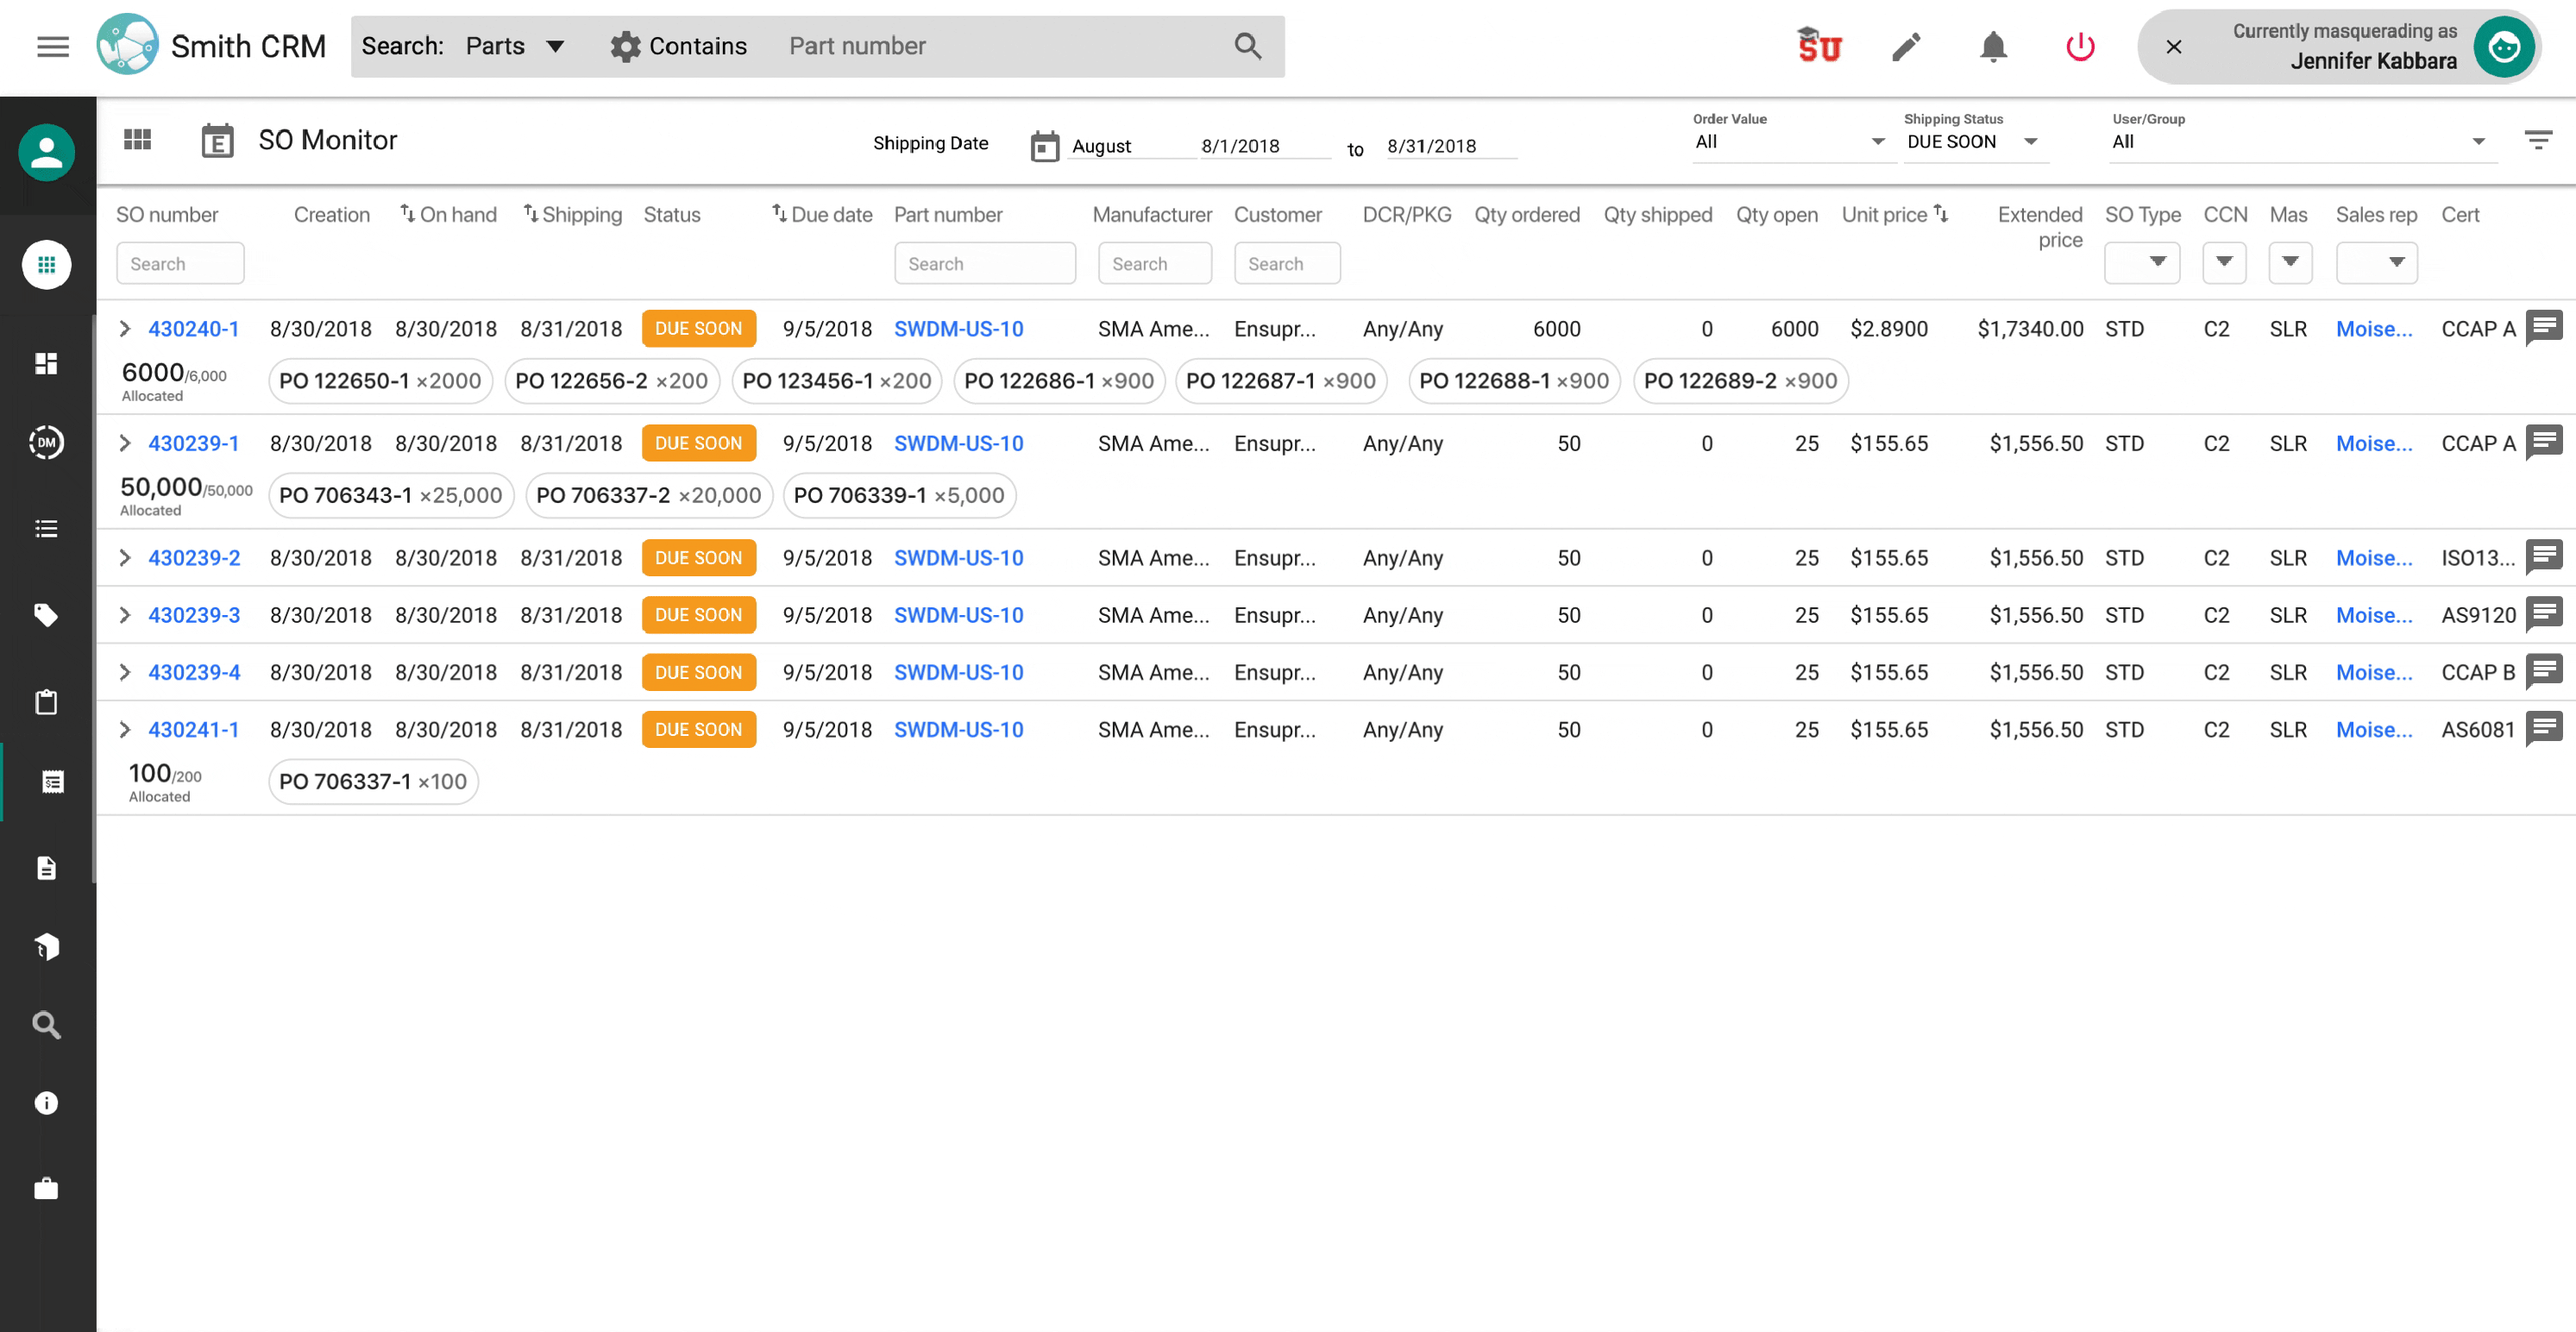 Smith CRM Search: Parts Contains Part number SU Currently masquerading as
Jennifer Kabbara
E SO Monitor Shipping Date August 8/1/2018 to 8/31/2018 Order Value All Shipping Status DUE SOON User/Group All
SO number Creation On hand Shipping Status Due date Part number Manufacturer Customer DCR/PKG Qty ordered Qty shipped Qty open Unit price Extended price SO Type CCN Mas Sales rep Cert
Search Search Search Search
430240-1 8/30/2018 8/30/2018 8/31/2018 DUE SOON 9/5/2018 SWDM-US-10 SMA Ame... Ensupr... Any/Any 6000 0 6000 $2.8900 $1,7340.00 STD C2 SLR Moise... CCAP A
6000/6,000 Allocated PO 122650-1 ×2000 PO 122656-2 ×200 PO 123456-1 ×200 PO 122686-1 ×900 PO 122687-1 ×900 PO 122688-1 ×900 PO 122689-2 ×900
DM
430239-1 8/30/2018 8/30/2018 8/31/2018 DUE SOON 9/5/2018 SWDM-US-10 SMA Ame... Ensupr... Any/Any 50 0 25 $155.65 $1,556.50 STD C2 SLR Moise... CCAP A
50,000/50,000 Allocated PO 706343-1 ×25,000 PO 706337-2 ×20,000 PO 706339-1 ×5,000
430239-2 8/30/2018 8/30/2018 8/31/2018 DUE SOON 9/5/2018 SWDM-US-10 SMA Ame... Ensupr... Any/Any 50 0 25 $155.65 $1,556.50 STD C2 SLR Moise... ISO13...
430239-3 8/30/2018 8/30/2018 8/31/2018 DUE SOON 9/5/2018 SWDM-US-10 SMA Ame... Ensupr... Any/Any 50 0 25 $155.65 $1,556.50 STD C2 SLR Moise... AS9120
430239-4 8/30/2018 8/30/2018 8/31/2018 DUE SOON 9/5/2018 SWDM-US-10 SMA Ame... Ensupr... Any/Any 50 0 25 $155.65 $1,556.50 STD C2 SLR Moise... CCAP B
430241-1 8/30/2018 8/30/2018 8/31/2018 DUE SOON 9/5/2018 SWDM-US-10 SMA Ame... Ensupr... Any/Any 50 0 25 $155.65 $1,556.50 STD C2 SLR Moise... AS6081
100/200 Allocated PO 706337-1 ×100